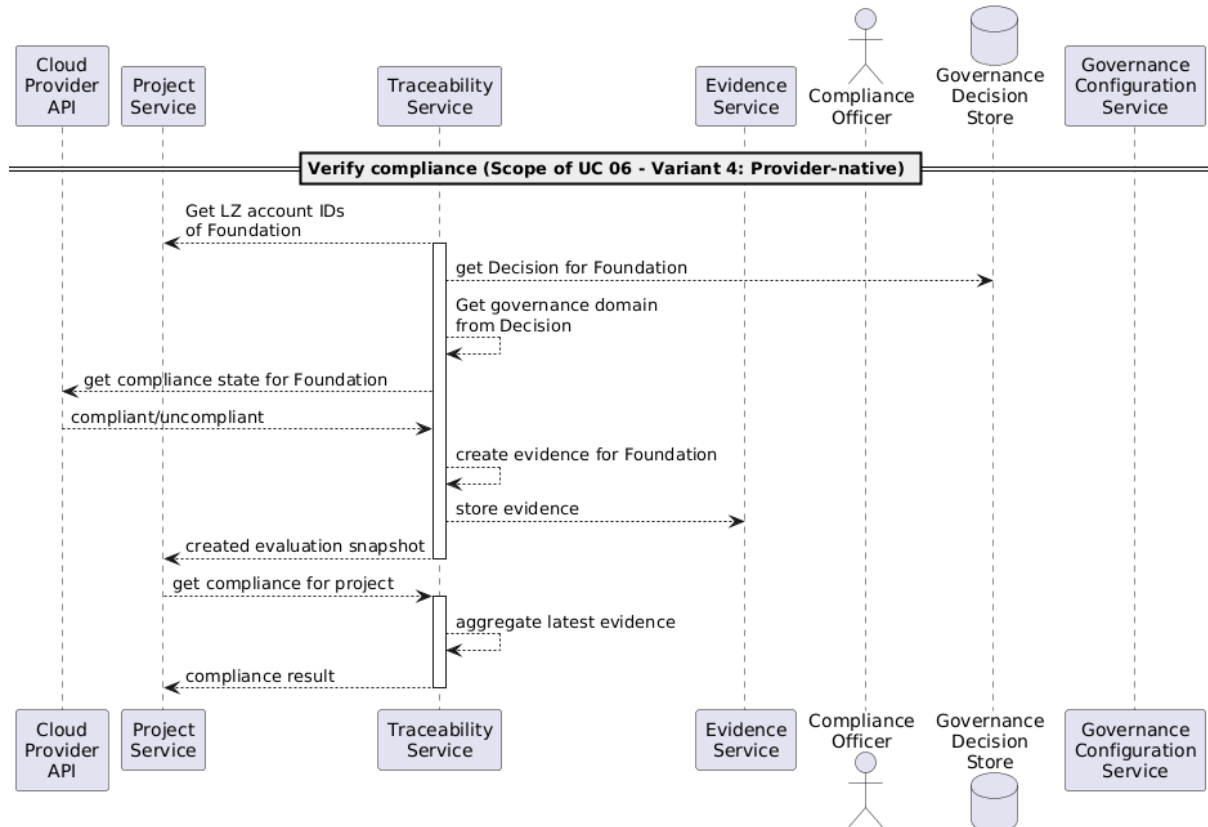 Cloud
Provider
API
Project
Service
Traceability
Service
Evidence
Service
Compliance
Officer
Governance
Decision
Store
Governance
Configuration
Service
Verify compliance (Scope of UC 06 - Variant 4: Provider-native)
Get LZ account IDs
of Foundation
get Decision for Foundation
Get governance domain
from Decision
get compliance state for Foundation
compliant/uncompliant
create evidence for Foundation
store evidence
created evaluation snapshot
get compliance for project
aggregate latest evidence
compliance result
Cloud
Provider
API
Project
Service
Traceability
Service
Evidence
Service
Compliance
Officer
Governance
Decision
Store
Governance
Configuration
Service